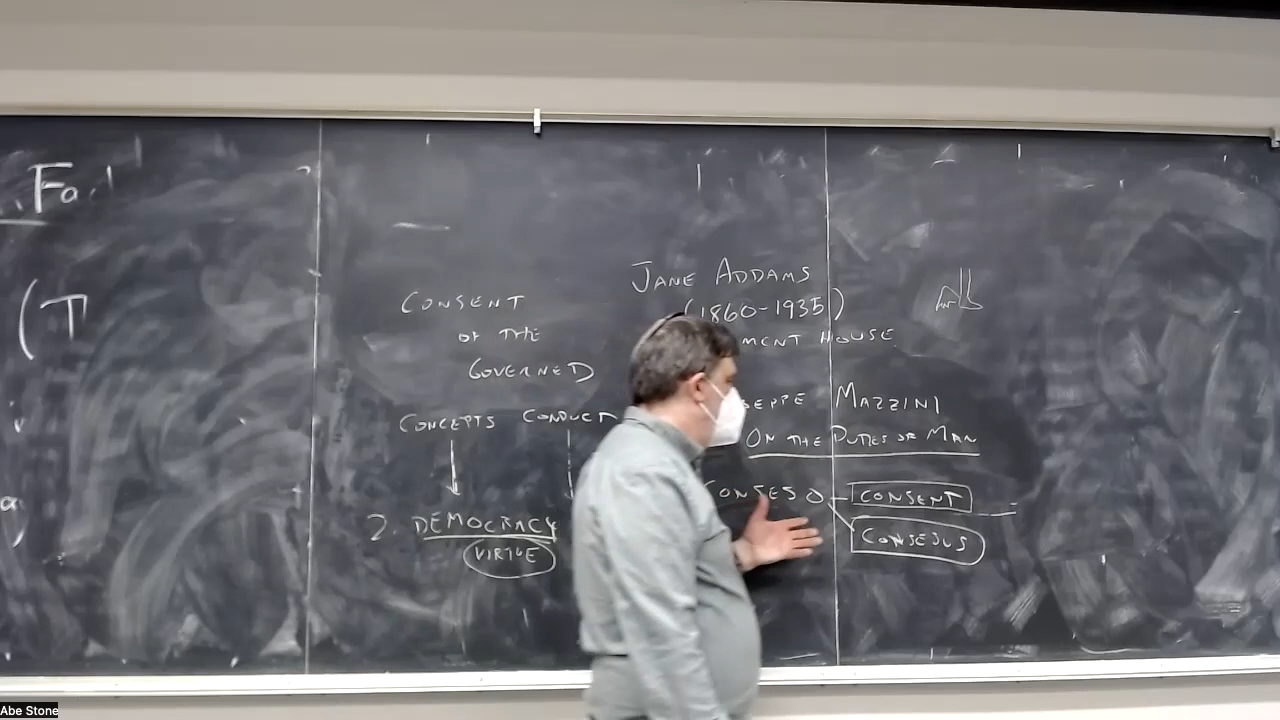 Fa
(T
CONSENT
OF THE
GOVERNED
CONCEPTS CONDUCT
2. DEMOCRACY
VIRTUE
JANE ADDAMS
(1860-1935)
MENT HOUSE
SEPPE MAZZINI
ON THE DUTIES OF MAN
CONSESO
CONSENT
CONSESUS
Abe Stone